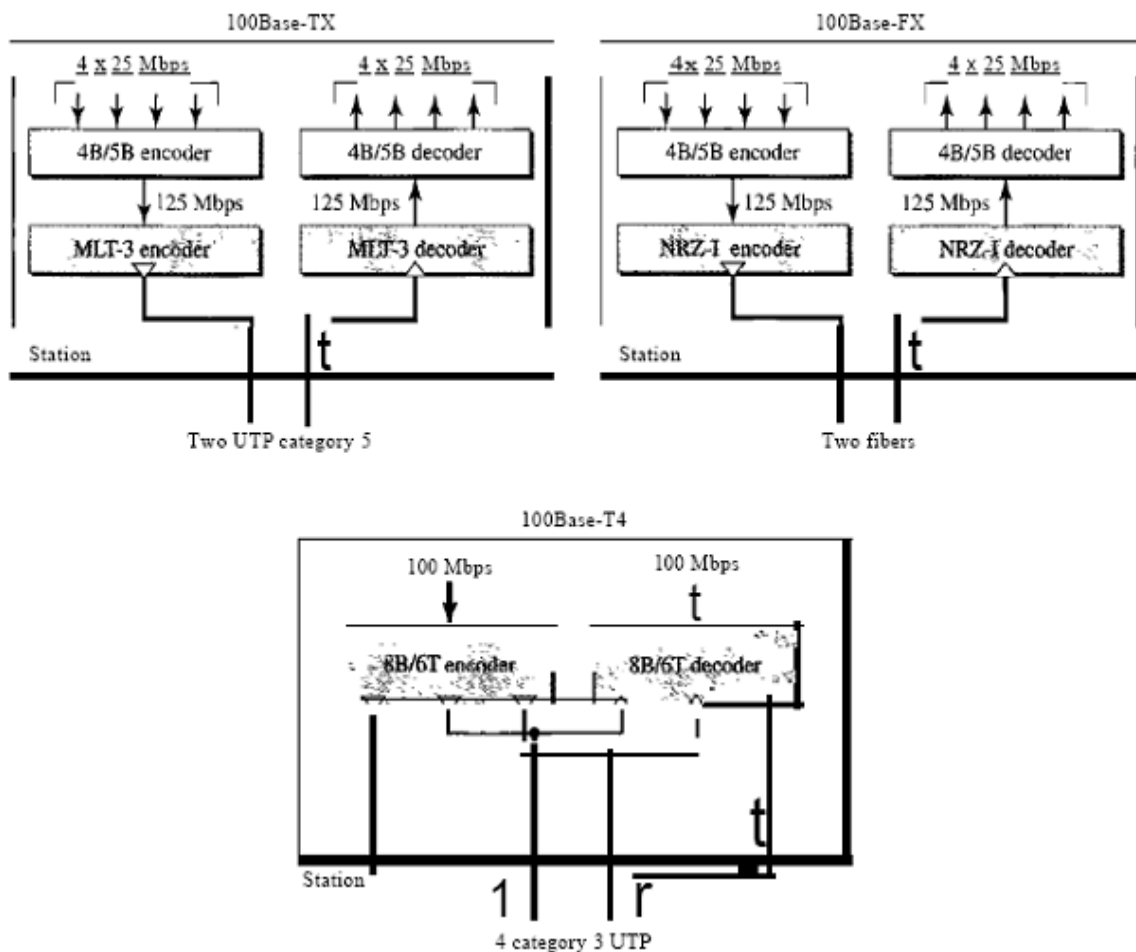 100Base-TX
4 x 25 Mbps
4 x 25 Mbps
4B/5B encoder
4B/5B decoder
125 Mbps
125 Mbps
MLT-3 encoder
MLT-3 decoder
t
Station
Two UTP category 5
100Base-FX
4x 25 Mbps
4 x 25 Mbps
4B/5B encoder
4B/5B decoder
125 Mbps
125 Mbps
NRZ-I encoder
NRZ-I decoder
t
Station
Two fibers
100Base-T4
100 Mbps
100 Mbps
t
8B/6T encoder
8B/6T decoder
t
Station
1 r
4 category 3 UTP